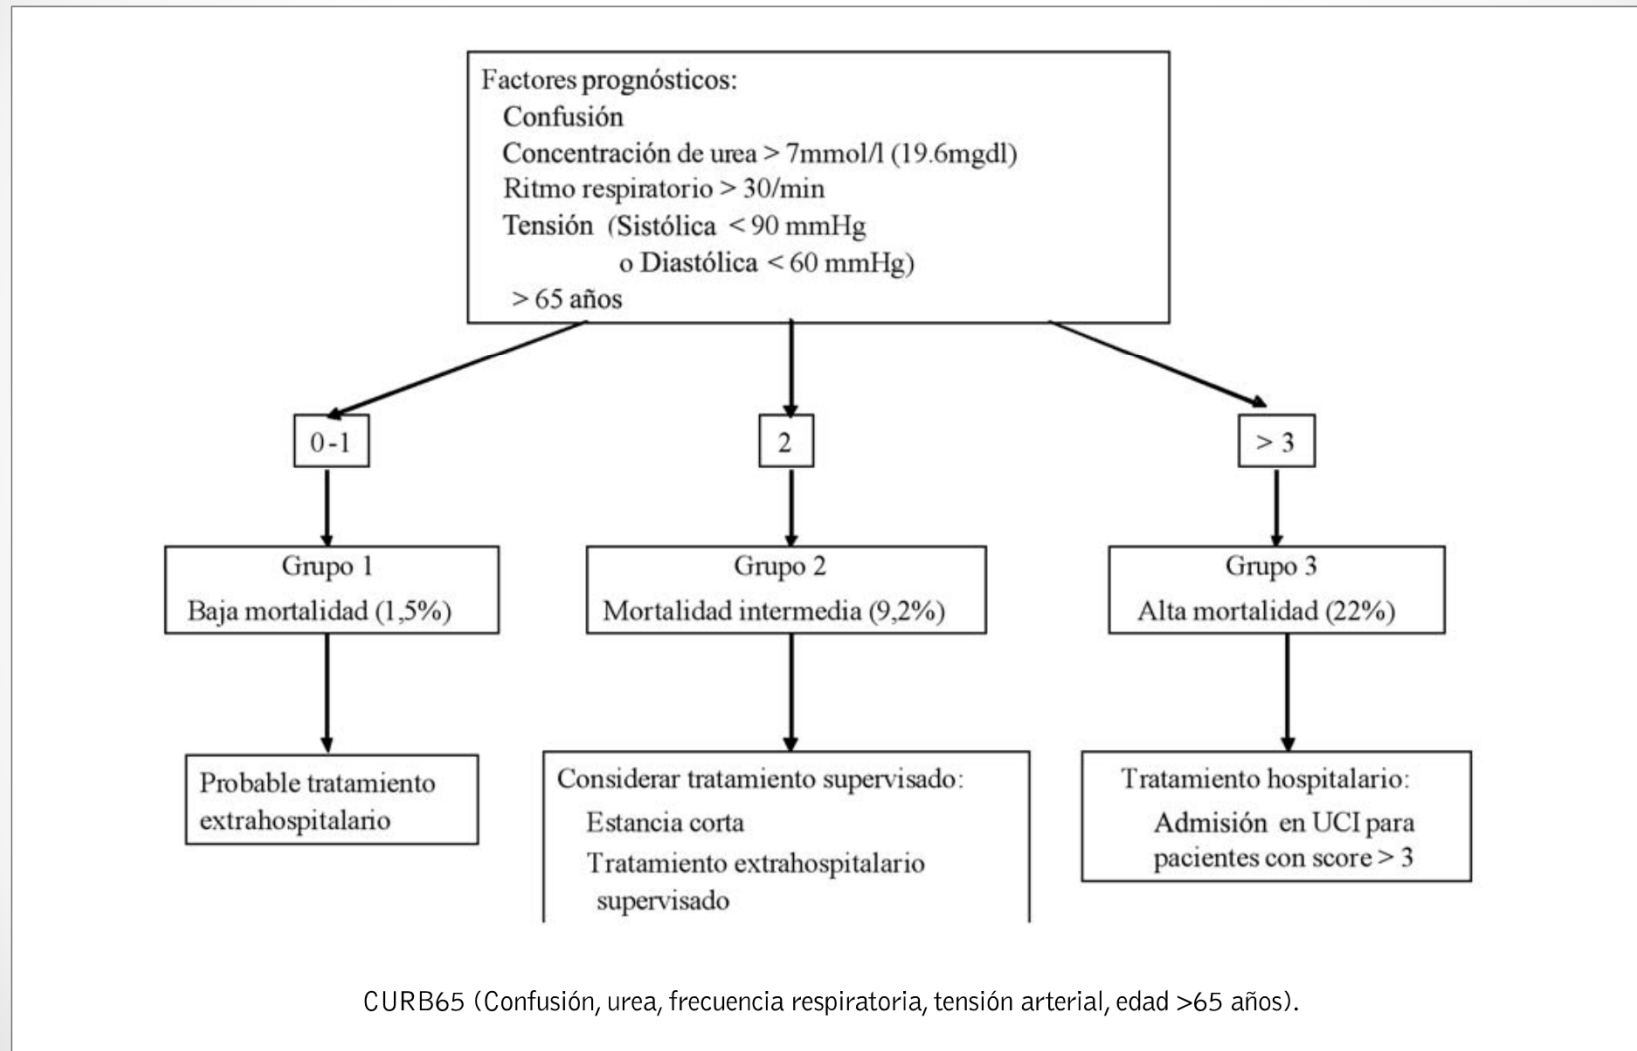 Factores prognósticos:
Confusión
Concentración de urea > 7mmol/l (19.6mgdl)
Ritmo respiratorio > 30/min
Tensión (Sistólica < 90 mmHg
o Diastólica < 60 mmHg)
> 65 años
0-1
2
> 3
Grupo 1
Baja mortalidad (1,5%)
Grupo 2
Mortalidad intermedia (9,2%)
Grupo 3
Alta mortalidad (22%)
Probable tratamiento
extrahospitalario
Considerar tratamiento supervisado:
Estancia corta
Tratamiento extrahospitalario
supervisado
Tratamiento hospitalario:
Admisión en UCI para
pacientes con score > 3
CURB65 (Confusión, urea, frecuencia respiratoria, tensión arterial, edad >65 años).